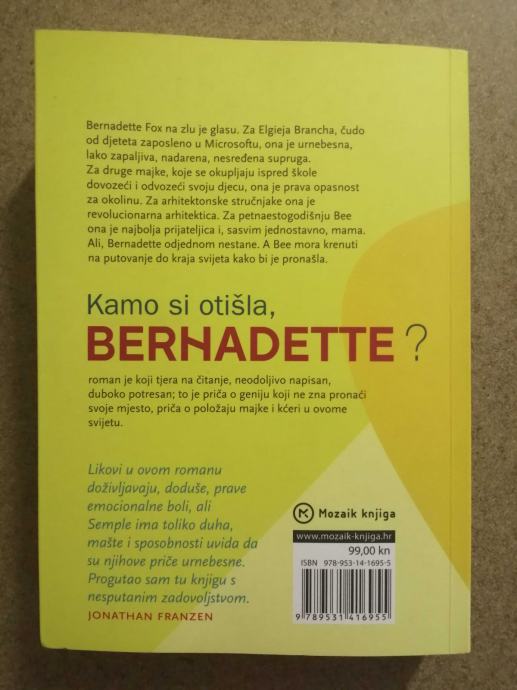 Bernadette Fox na zlu je glasu. Za Elgieja Brancha, čudo
od djeteta zaposleno u Microsoftu, ona je urnebesna,
lako zapaljiva, nadarena, nesređena supruga.
Za druge majke, koje se okupljaju ispred škole
dovozeći i odvozeći svoju djecu, ona je prava opasnost
za okolinu. Za arhitektonske stručnjake ona je
revolucionarna arhitektica. Za petnaestogodišnju Bee
ona je najbolja prijateljica i, sasvim jednostavno, mama.
Ali, Bernadette odjednom nestane. A Bee mora krenuti
na putovanje do kraja svijeta kako bi je pronašla.
Kamo si otišla,
BERNADETTE?
roman je koji tjera na čitanje, neodoljivo napisan,
duboko potresan; to je priča o geniju koji ne zna pronaći
svoje mjesto, priča o položaju majke i kćeri u ovome
svijetu.
Likovi u ovom romanu
doživljavaju, doduše, prave
emocionalne boli, ali
Semple ima toliko duha,
mašte i sposobnosti uvida da
su njihove priče urnebesne.
Progutao sam tu knjigu s
nesputanim zadovoljstvom.
JONATHAN FRANZEN
Mozaik knjiga
www.mozaik-knjiga.hr
99,00 kn
ISBN 978-953-14-1695-5
9 789531 416955